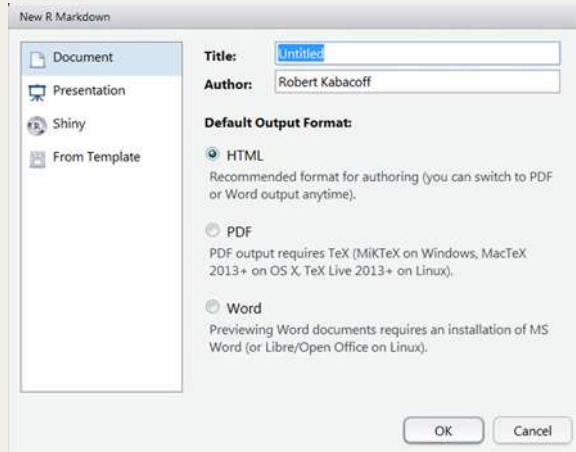 New R Markdown
Document
Presentation
Shiny
From Template
Title: Untitled
Author: Robert Kabacoff
Default Output Format:
HTML
Recommended format for authoring (you can switch to PDF
or Word output anytime).
PDF
PDF output requires TeX (MiKTeX on Windows, MacTeX
2013+ on OS X, TeX Live 2013+ on Linux).
Word
Previewing Word documents requires an installation of MS
Word (or Libre/Open Office on Linux).
OK Cancel